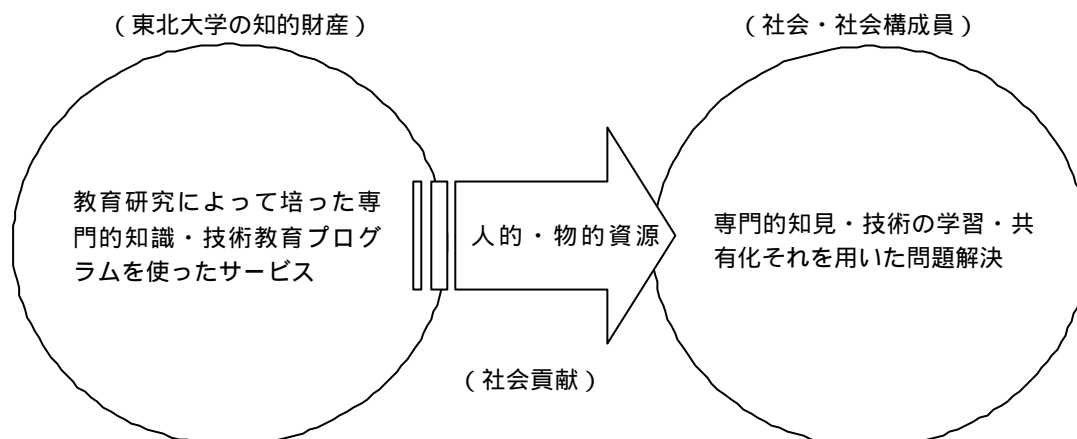 (東北大学の知的財産)
(社会・社会構成員)
教育研究によって培った専
門的知識・技術教育プログ
ラムを使ったサービス
人的・物的資源
専門的知見・技術の学習・共
有化それを用いた問題解決
(社会貢献)